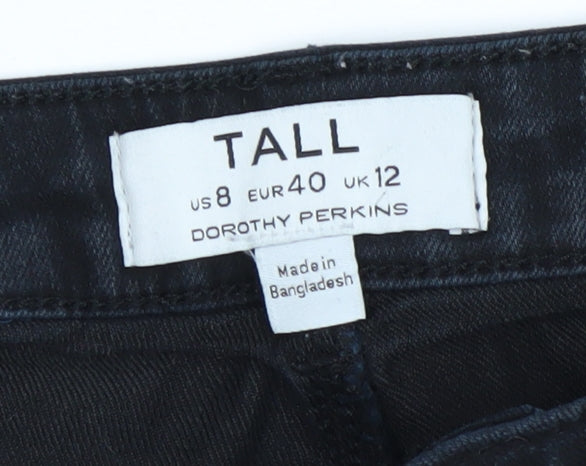 TALL
US 8 EUR 40 UK 12
DOROTHY PERKINS
Made in
Bangladesh